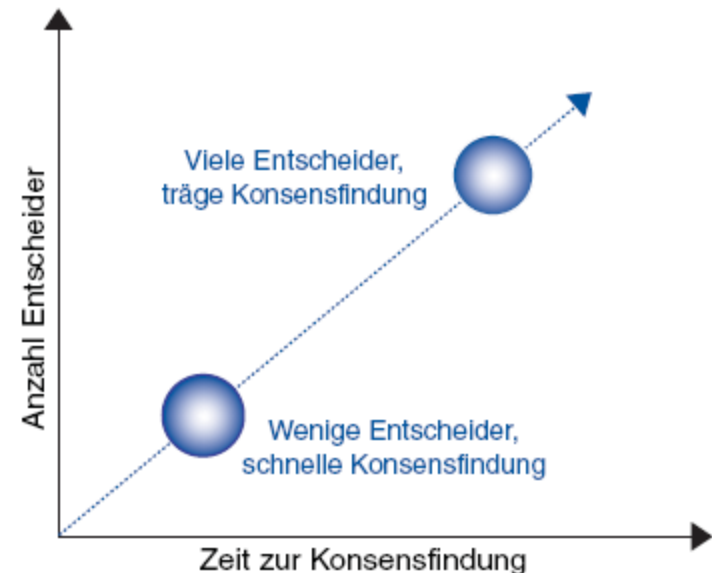 Viele Entscheider,
träge Konsensfindung
Anzahl Entscheider
Wenige Entscheider,
schnelle Konsensfindung
Zeit zur Konsensfindung